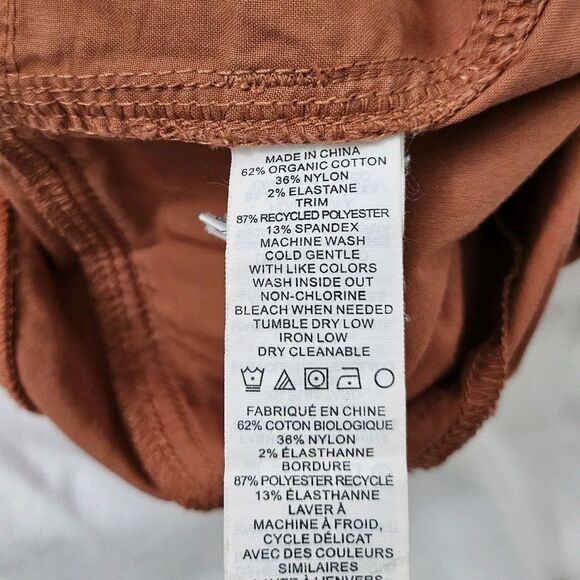 MADE IN CHINA
62% ORGANIC COTTON
36% NYLON
2% ELASTANE
TRIM
87% RECYCLED POLYESTER
13% SPANDEX
MACHINE WASH
COLD GENTLE
WITH LIKE COLORS
WASH INSIDE OUT
NON-CHLORINE
BLEACH WHEN NEEDED
TUMBLE DRY LOW
IRON LOW
DRY CLEANABLE
FABRIQUÉ EN CHINE
62% COTON BIOLOGIQUE
36% NYLON
2% ÉLASTHANNE
BORDURE
87% POLYESTER RECYCLÉ
13% ÉLASTHANNE
LAVER À
MACHINE À FROID,
CYCLE DÉLICAT
AVEC DES COULEURS
SIMILAIRES
LAVER À L'ENVERS